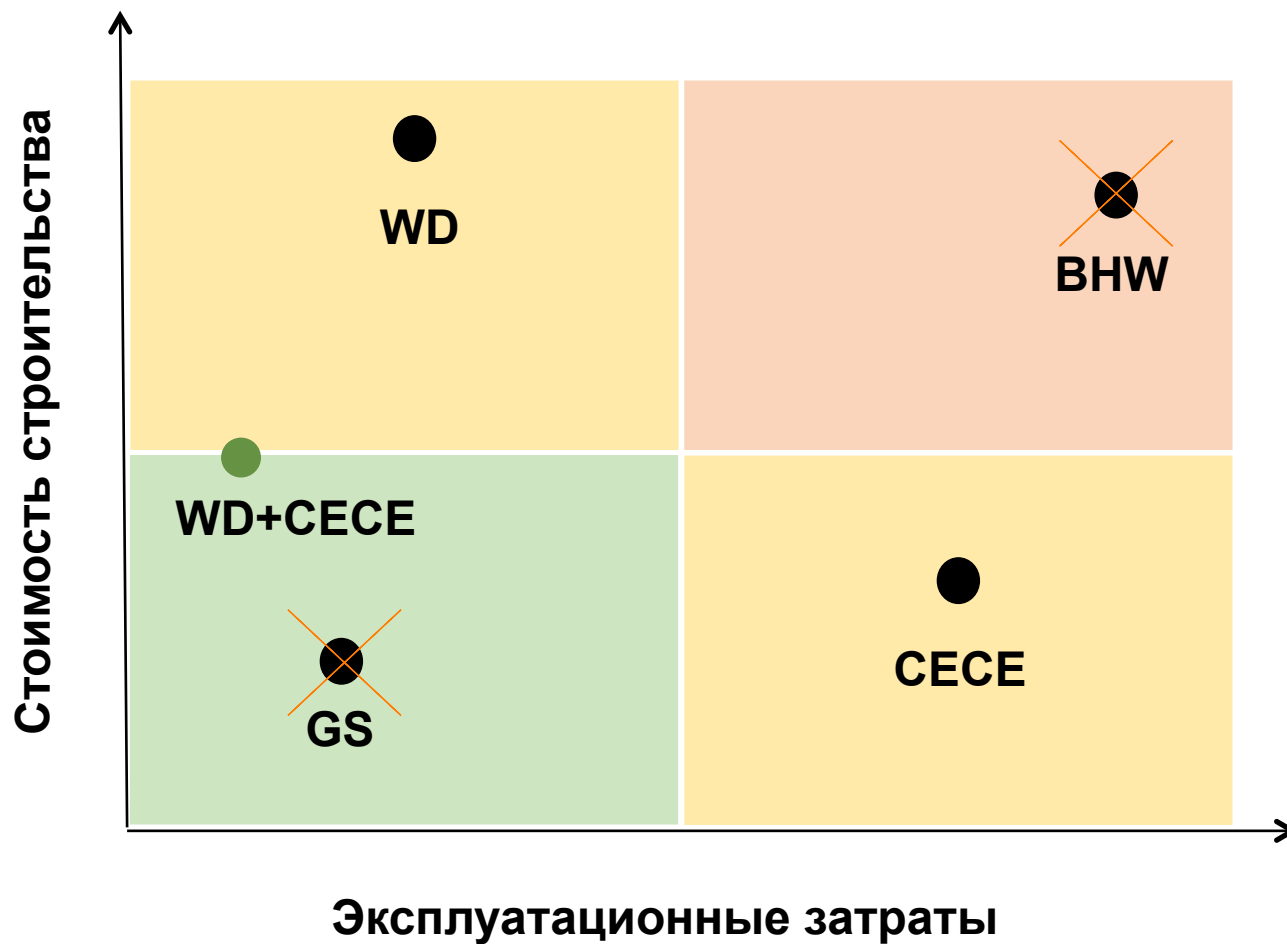 Стоимость строительства
WD
BHW
WD+CECE
CECE
GS
Эксплуатационные затраты